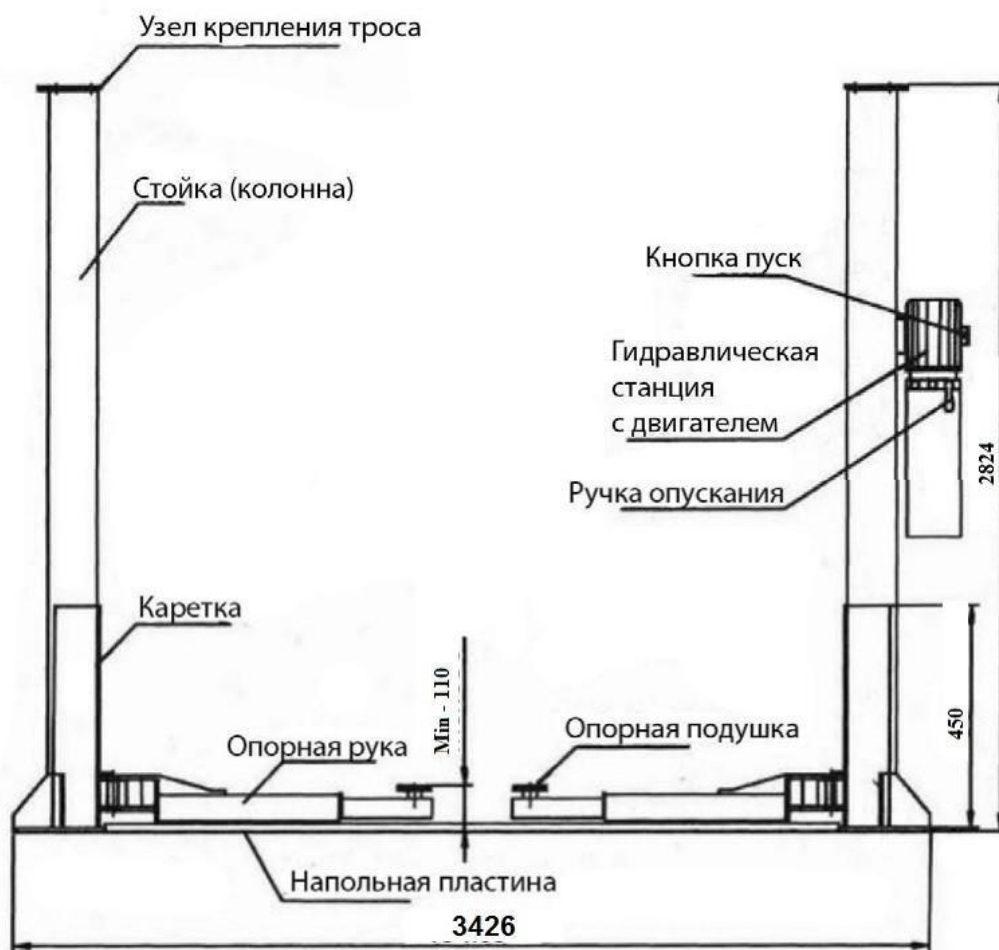 Узел крепления троса
Стойка (колонна)
Кнопка пуск
Гидравлическая
станция
с двигателем
2824
Ручка опускания
Каретка
Min - 110
450
Опорная рука
Опорная подушка
Напольная пластина
3426